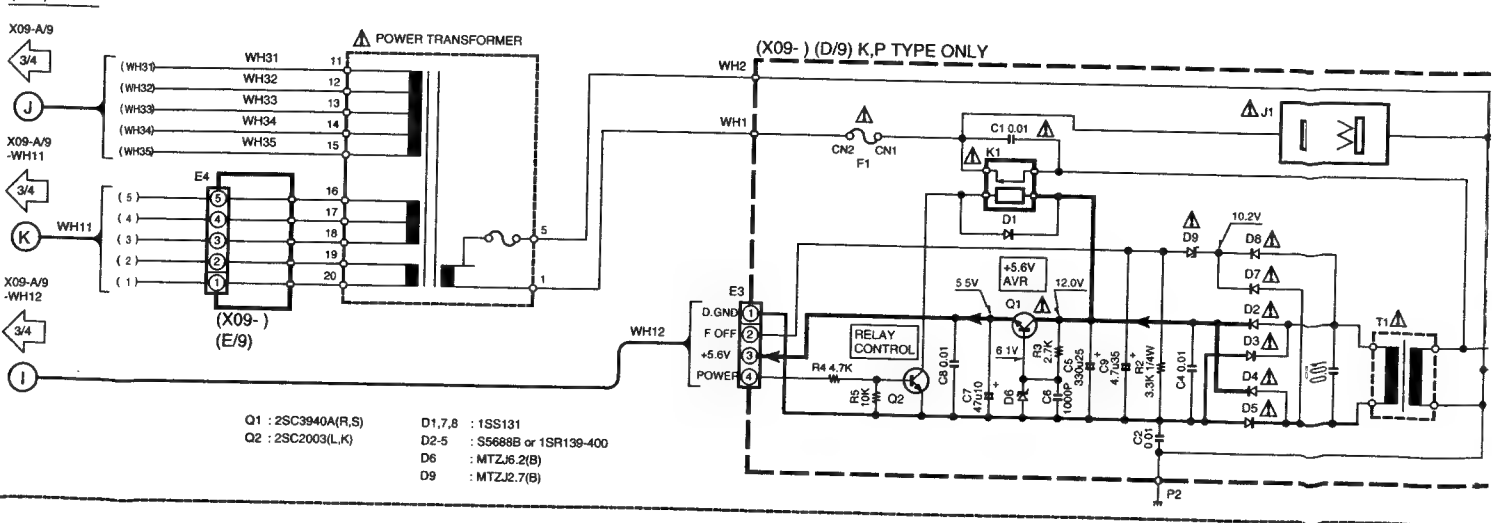 X09-A/9
3/4
J
X09-A/9
-WH11
3/4
K
WH11
X09-A/9
-WH12
3/4
I
(WH31)
(WH32)
(WH33)
(WH34)
(WH35)
WH31
WH32
WH33
WH34
WH35
11
12
13
14
15
POWER TRANSFORMER
(5)
(4)
(3)
(2)
(1)
E4
5
4
3
2
1
16
17
18
19
20
5
1
(X09- )
(E/9)
WH12
(X09- ) (D/9) K,P TYPE ONLY
WH2
WH1
CN2
CN1
F1
C1 0.01
K1
D1
J1
10.2V
D9
D8
D7
D2
D3
D4
D5
T1
+5.6V
AVR
5.5V
Q1
12.0V
6.1V
E3
D.GND
F OFF
+5.6V
POWER
1
2
3
4
RELAY
CONTROL
R4 4.7K
R5
10K
Q2
C8 0.01
C7
47u10
D6
R3
2.7K
C6
1000P
C5
330u25
C9
4.7u35
R2
3.3K 1/4W
C4 0.01
C2
0.01
P2
Q1 : 2SC3940A(R,S)
Q2 : 2SC2003(L,K)
D1,7,8 : 1SS131
D2-5 : S5688B or 1SR139-400
D6 : MTZJ6.2(B)
D9 : MTZJ2.7(B)